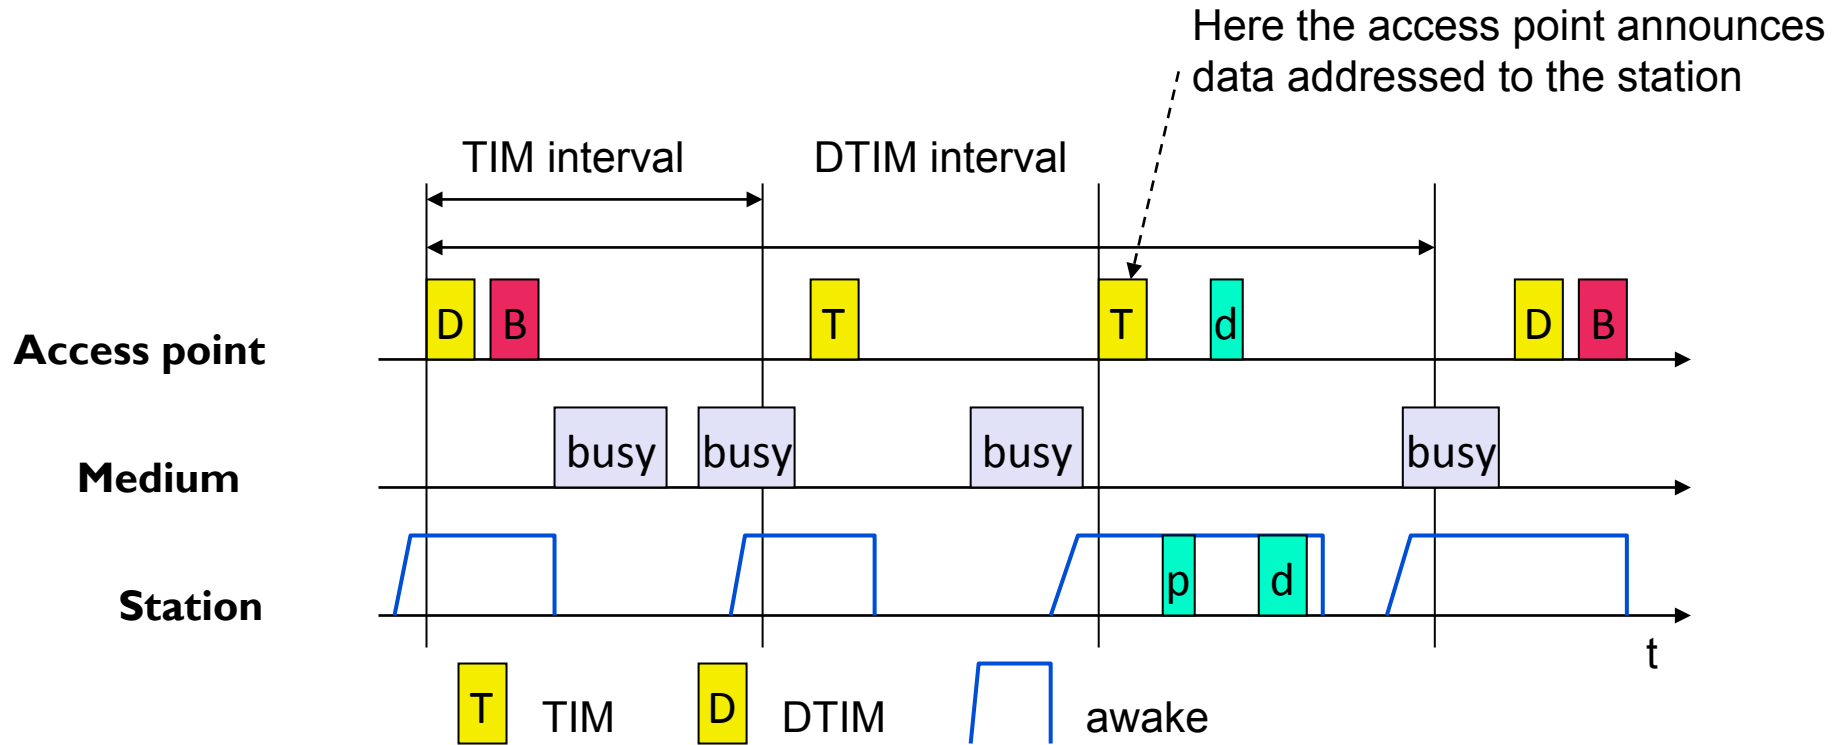 Here the access point announces
data addressed to the station
TIM interval
DTIM interval
D B T T d D B
Access point
busy busy busy busy
Medium
p d
Station
t
T TIM D DTIM awake